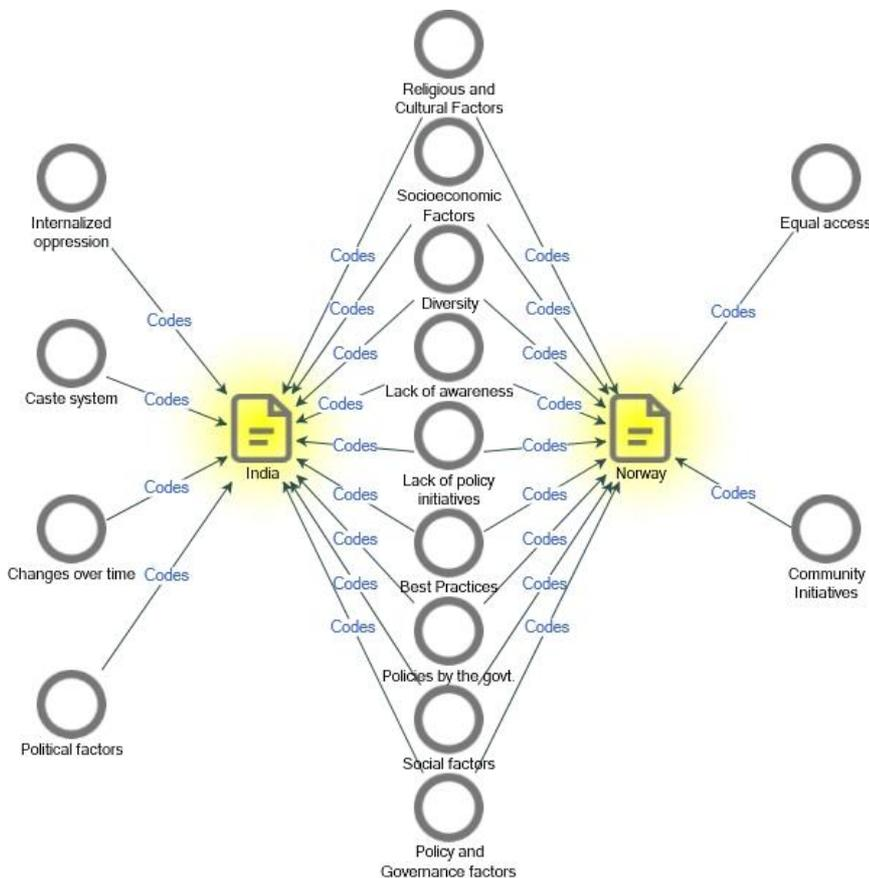 Religious and
Cultural Factors
Internalized
oppression
Socioeconomic
Factors
Equal access
Codes
Codes
Diversity
Codes
Codes
Codes
Codes
Codes
Codes
Caste system
Codes
Lack of awareness
Codes
Codes
India
Codes
Lack of policy
initiatives
Codes
Norway
Codes
Codes
Codes
Codes
Changes over time
Best Practices
Community
Initiatives
Codes
Codes
Codes
Codes
Codes
Policies by the govt.
Codes
Codes
Political factors
Social factors
Policy and
Governance factors